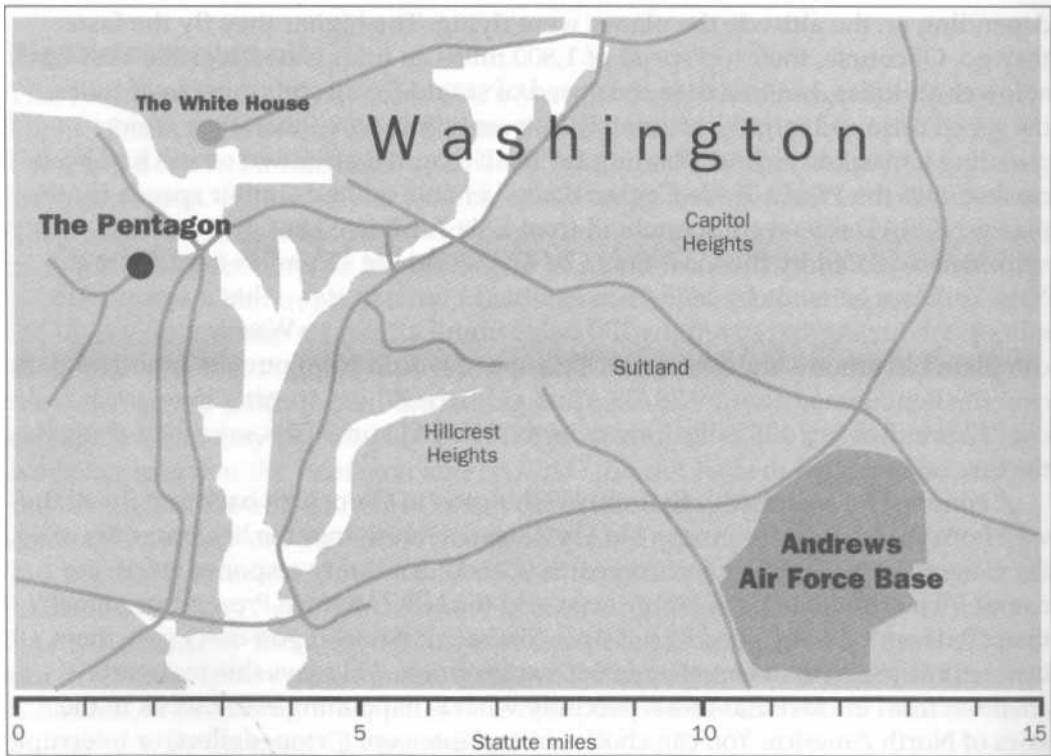 The White House
Washington
The Pentagon
Capitol
Heights
Suitland
Hillcrest
Heights
Andrews
Air Force Base
0 5 10 15
Statute miles